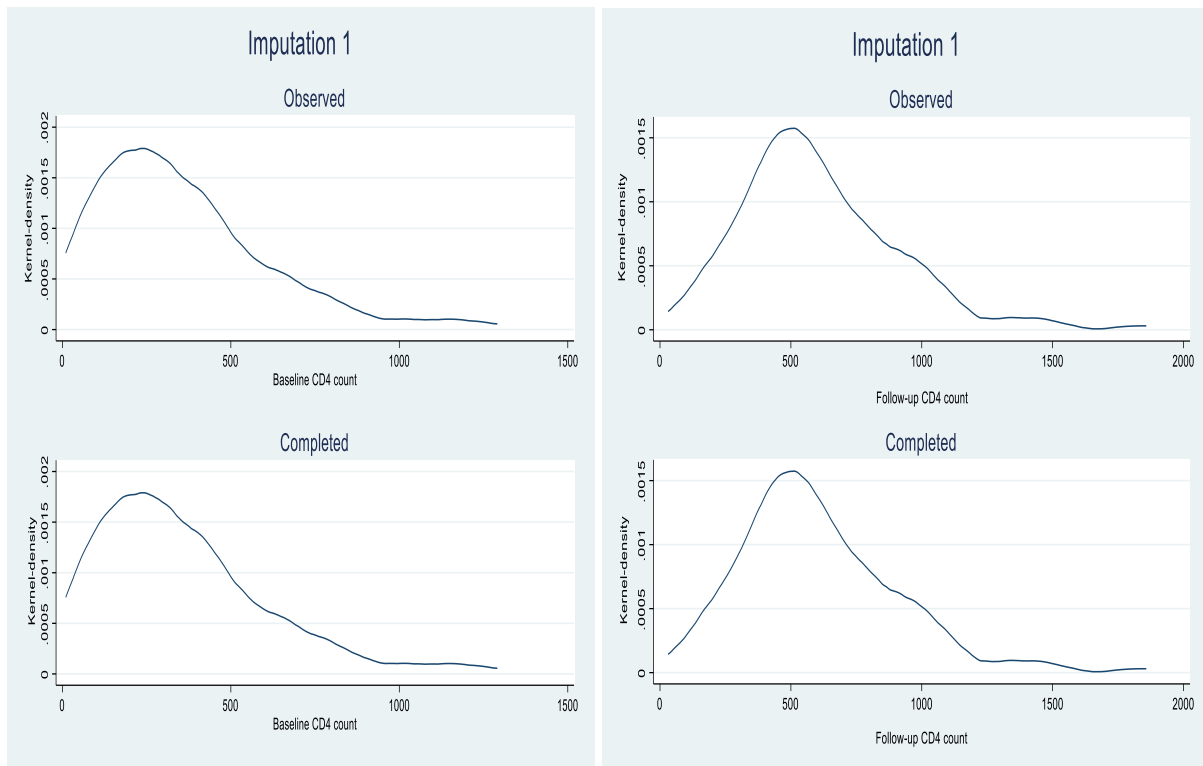 Imputation 1
Observed
Kernel-density
.002
.0015
.001
.0005
0
0 500 1000 1500
Baseline CD4 count
Completed
Kernel-density
.002
.0015
.001
.0005
0
0 500 1000 1500
Baseline CD4 count
Imputation 1
Observed
Kernel-density
.0015
.001
.0005
0
0 500 1000 1500 2000
Follow-up CD4 count
Completed
Kernel-density
.0015
.001
.0005
0
0 500 1000 1500 2000
Follow-up CD4 count